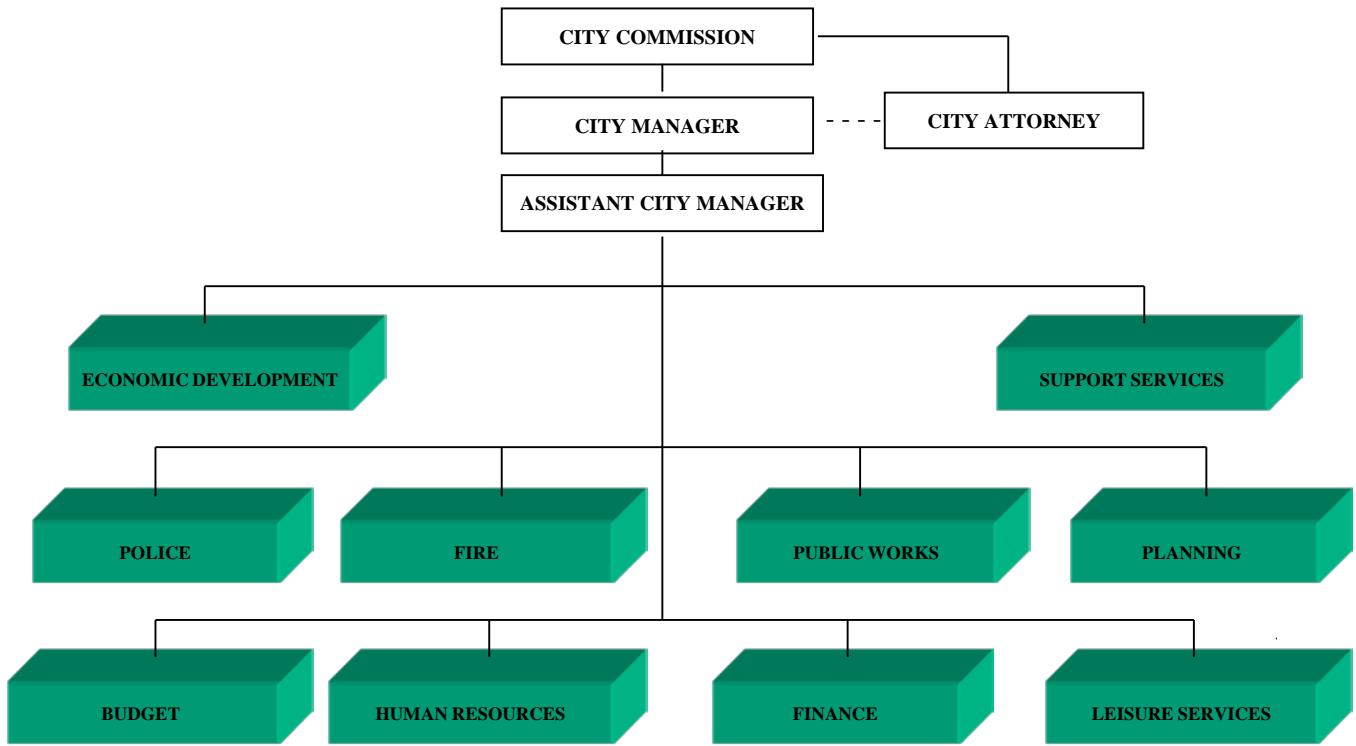 CITY COMMISSION
CITY MANAGER
CITY ATTORNEY
ASSISTANT CITY MANAGER
ECONOMIC DEVELOPMENT
SUPPORT SERVICES
POLICE
FIRE
PUBLIC WORKS
PLANNING
BUDGET
HUMAN RESOURCES
FINANCE
LEISURE SERVICES